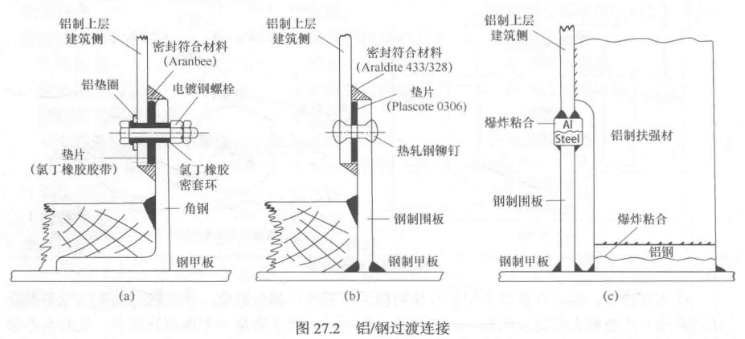 铝制上层
建筑侧
密封符合材料
(Aranbee)
铝垫圈
电镀钢螺栓
垫片
(氯丁橡胶胶带)
氯丁橡胶
密套环
角钢
钢甲板
(a)
铝制上层
建筑侧
密封符合材料
(Araldite 433/328)
垫片
(Plascote 0306)
热轧钢铆钉
钢制围板
钢制甲板
(b)
铝制上层
建筑侧
爆炸粘合
Al
Steel
铝制扶强材
钢制围板
爆炸粘合
铝钢
钢制甲板
(c)
图 27.2 铝/钢过渡连接